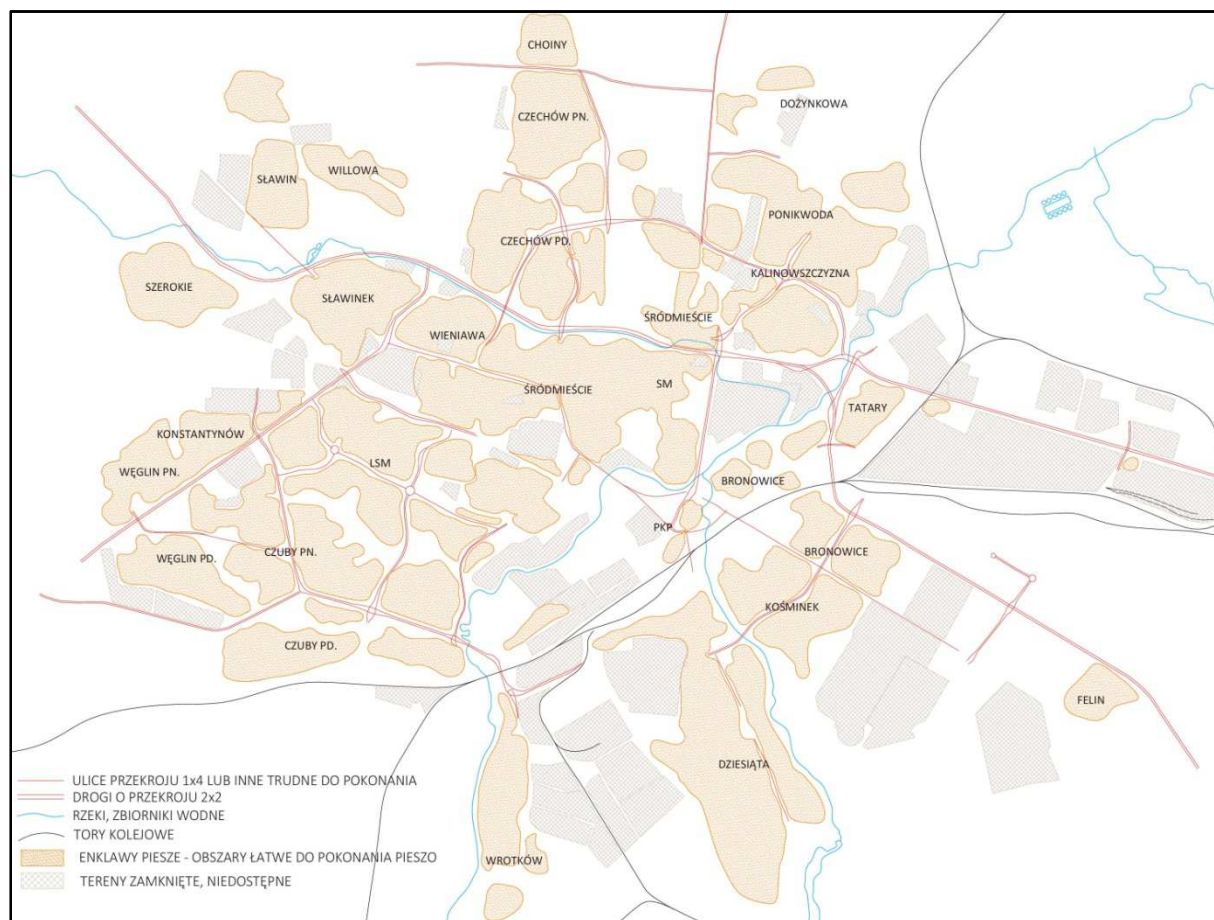 CHOINY
CZECHÓW PN.
DOŻYNKOWA
SŁAWIN
WILLOWA
PONIKWODA
CZECHÓW PD.
KALINOWSZCZYZNA
SZEROKIE
SŁAWINEK
ŚRÓDMIEŚCIE
WIENIAWA
ŚRÓDMIEŚCIE
SM
TATARY
KONSTANTYNÓW
WĘGLIN PN.
LSM
BRONOWICE
PKP
WĘGLIN PD.
CZUBY PN.
BRONOWICE
KOŚMINEK
CZUBY PD.
FELIN
DZIESIĄTA
WROTKÓW
ULICE PRZEKROJU 1x4 LUB INNE TRUDNE DO POKONANIA
DROGI O PRZEKROJU 2x2
RZEKI, ZBIORNIKI WODNE
TORY KOLEJOWE
ENKLAWY PIESZE - OBSZARY ŁATWE DO POKONANIA PIESZO
TERENY ZAMKNIĘTE, NIEDOSTĘPNE